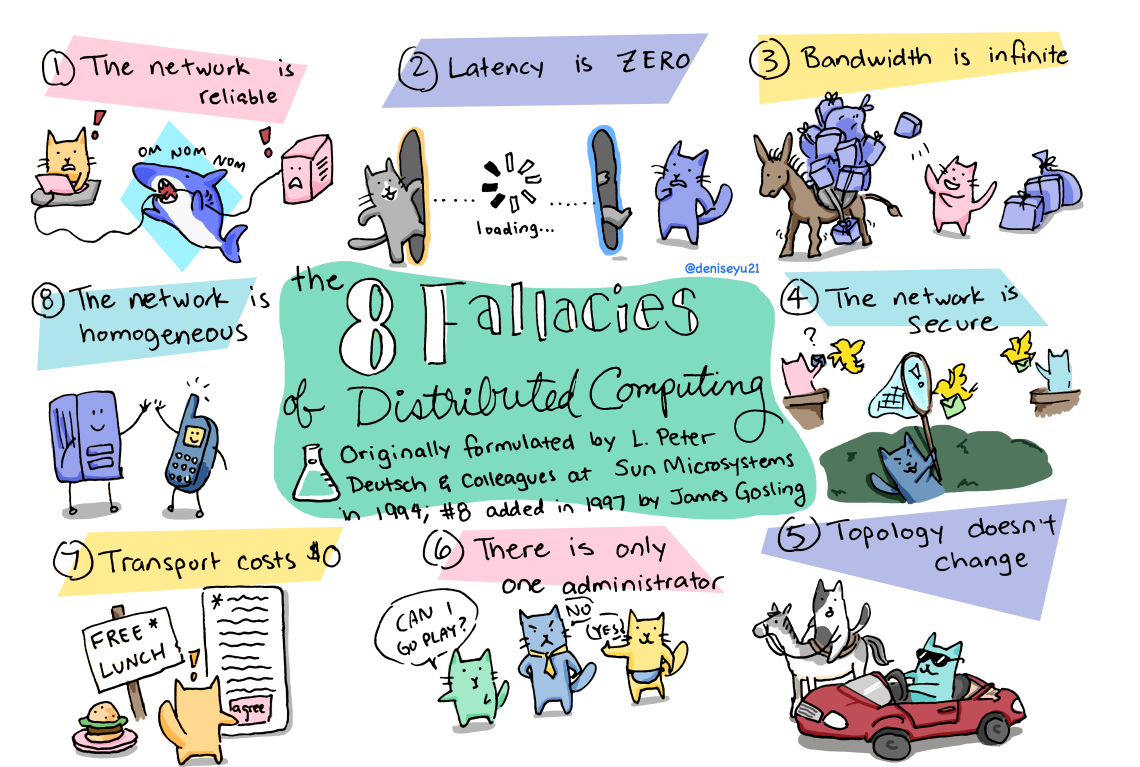 ① The network is
reliable
!
!
OM NOM NOM
② Latency is ZERO
loading...
③ Bandwidth is infinite
@deniseyu21
the
8 Fallacies
of Distributed Computing
Originally formulated by L. Peter
Deutsch & Colleagues at Sun Microsystems
in 1994; #8 added in 1997 by James Gosling
④ The network is
secure
?
⑤ Topology doesn't
change
⑥ There is only
one administrator
CAN I
GO PLAY?
NO
(YES!)
⑦ Transport costs $0
FREE*
LUNCH
!
*
agree
⑧ The network is
homogeneous